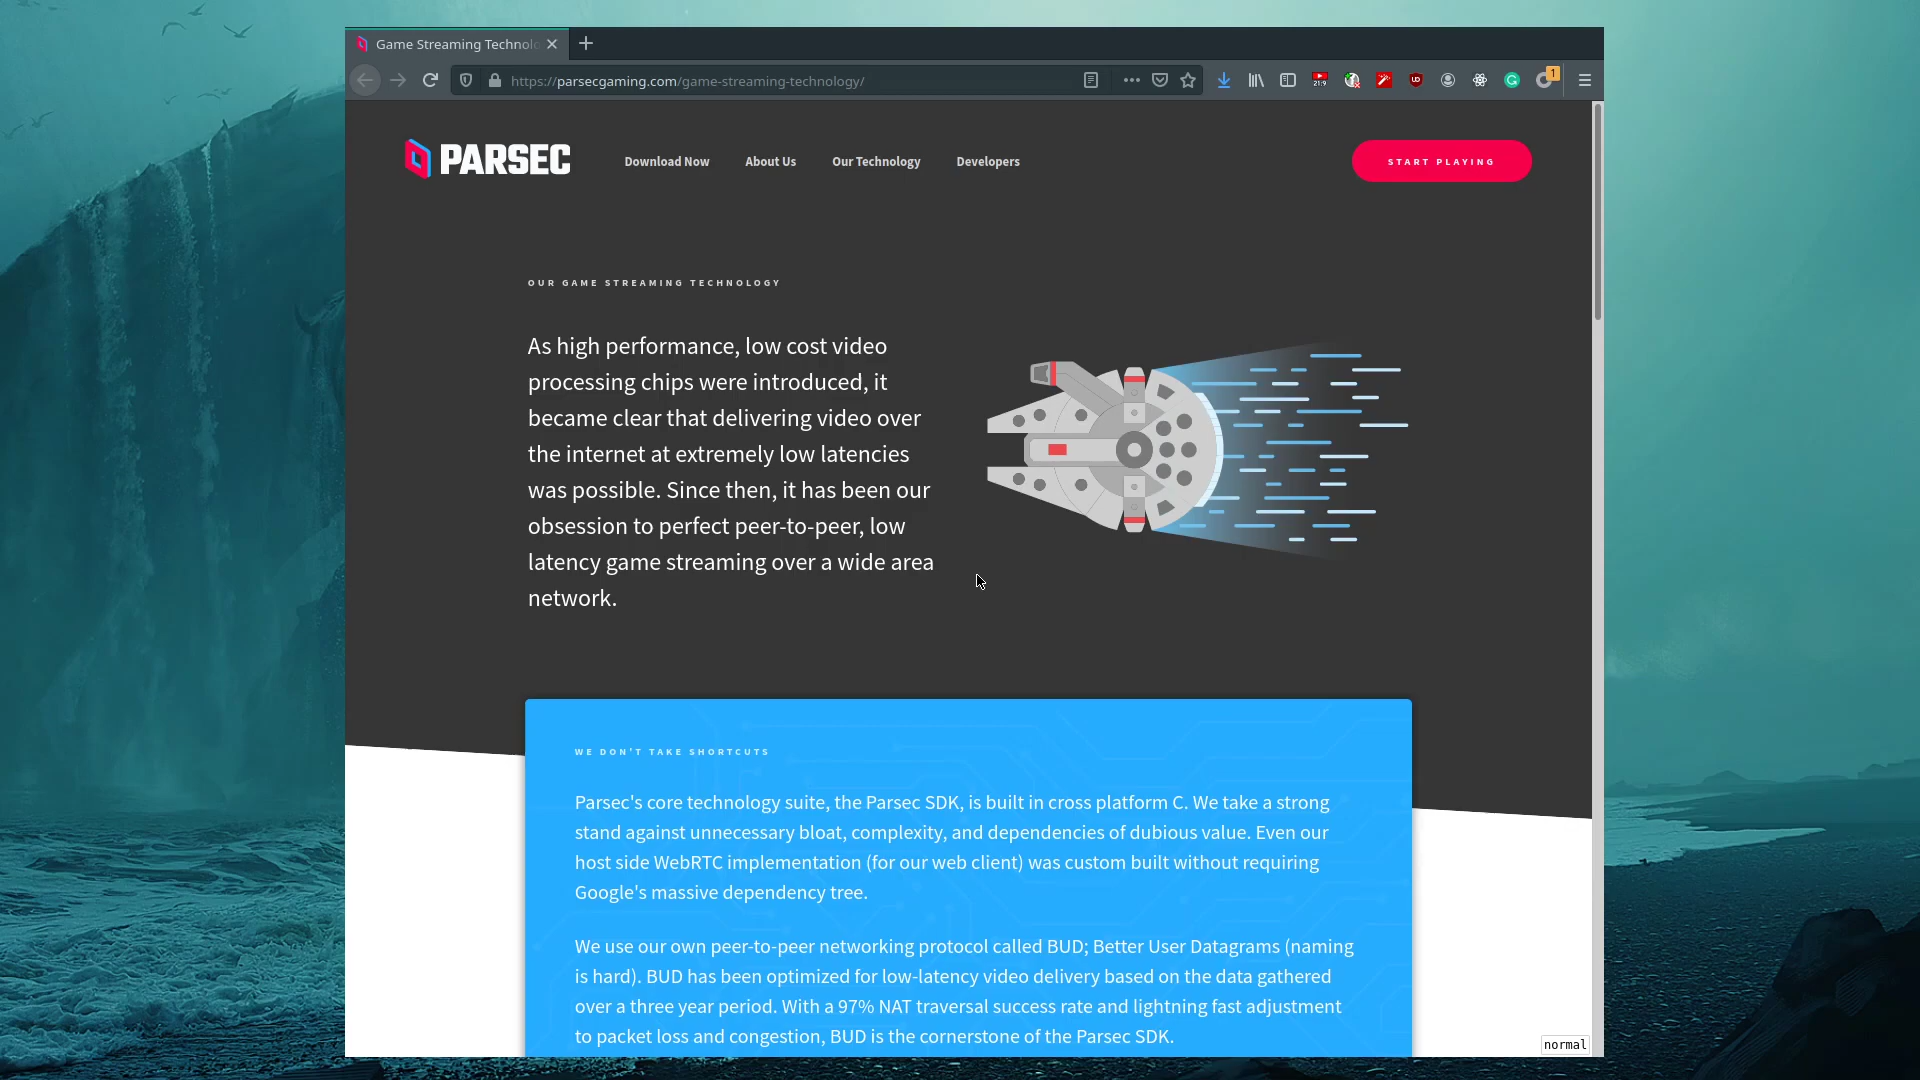 Game Streaming Technolo
https://parsecgaming.com/game-streaming-technology/
21:9
1
PARSEC
Download Now
About Us
Our Technology
Developers
START PLAYING
OUR GAME STREAMING TECHNOLOGY
As high performance, low cost video
processing chips were introduced, it
became clear that delivering video over
the internet at extremely low latencies
was possible. Since then, it has been our
obsession to perfect peer-to-peer, low
latency game streaming over a wide area
network.
WE DON'T TAKE SHORTCUTS
Parsec's core technology suite, the Parsec SDK, is built in cross platform C. We take a strong
stand against unnecessary bloat, complexity, and dependencies of dubious value. Even our
host side WebRTC implementation (for our web client) was custom built without requiring
Google's massive dependency tree.
We use our own peer-to-peer networking protocol called BUD; Better User Datagrams (naming
is hard). BUD has been optimized for low-latency video delivery based on the data gathered
over a three year period. With a 97% NAT traversal success rate and lightning fast adjustment
to packet loss and congestion, BUD is the cornerstone of the Parsec SDK.
normal